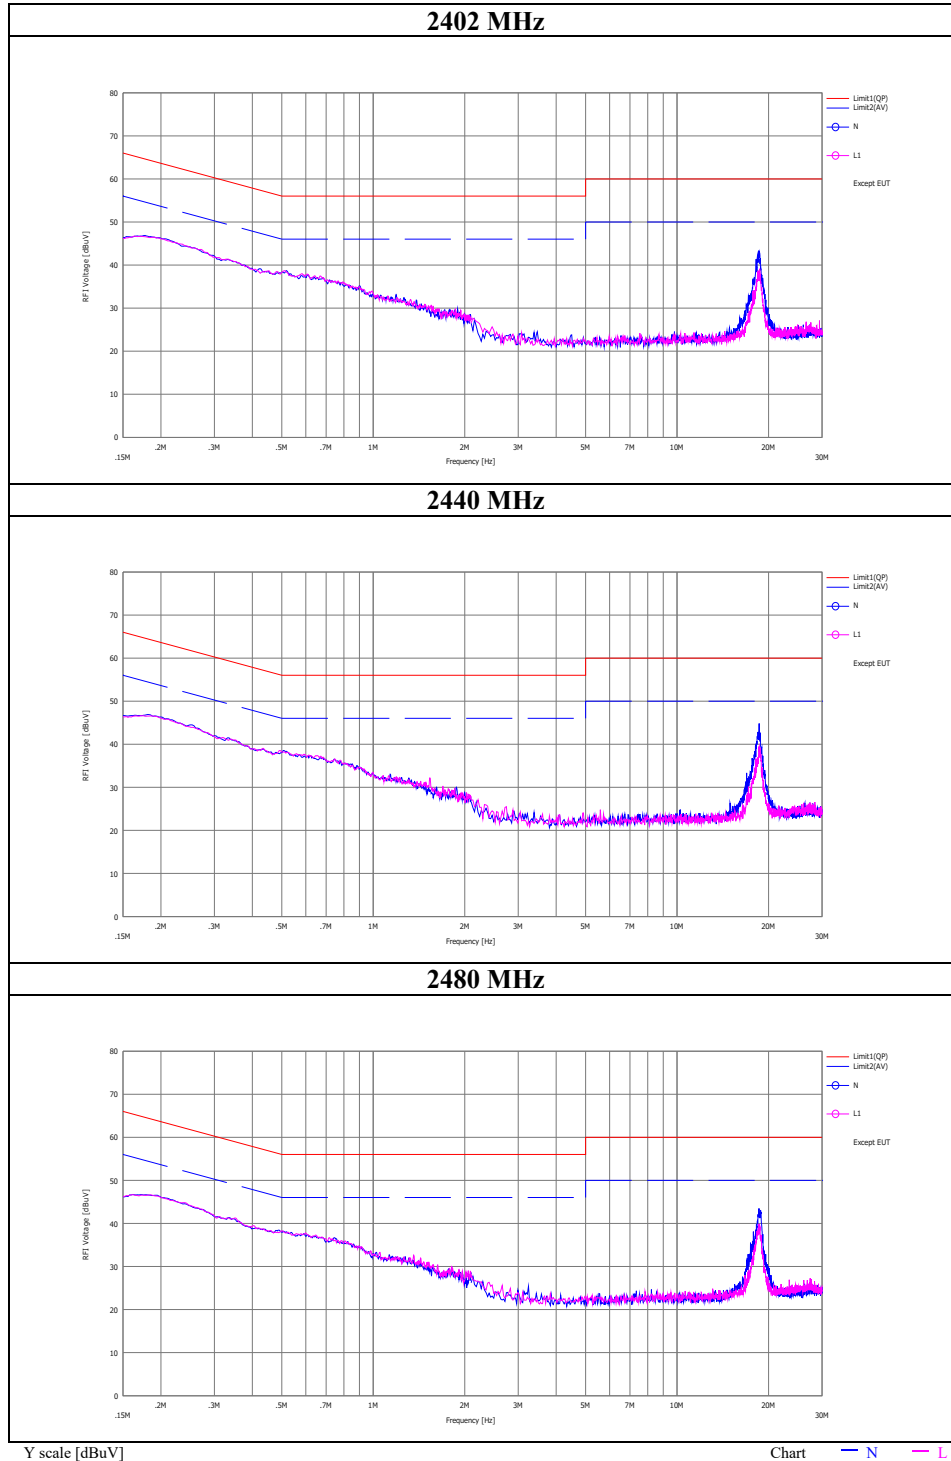 2402 MHz
80
70
60
50
40
30
20
10
0
RFI Voltage [dBuV]
Limit1(QP)
Limit2(AV)
N
L1
Except EUT
.2M .3M .5M .7M 1M 2M 3M 5M 7M 10M 20M
.15M 30M
Frequency [Hz]
2440 MHz
80
70
60
50
40
30
20
10
0
RFI Voltage [dBuV]
Limit1(QP)
Limit2(AV)
N
L1
Except EUT
.2M .3M .5M .7M 1M 2M 3M 5M 7M 10M 20M
.15M 30M
Frequency [Hz]
2480 MHz
80
70
60
50
40
30
20
10
0
RFI Voltage [dBuV]
Limit1(QP)
Limit2(AV)
N
L1
Except EUT
.2M .3M .5M .7M 1M 2M 3M 5M 7M 10M 20M
.15M 30M
Frequency [Hz]
Y scale [dBuV] Chart N L